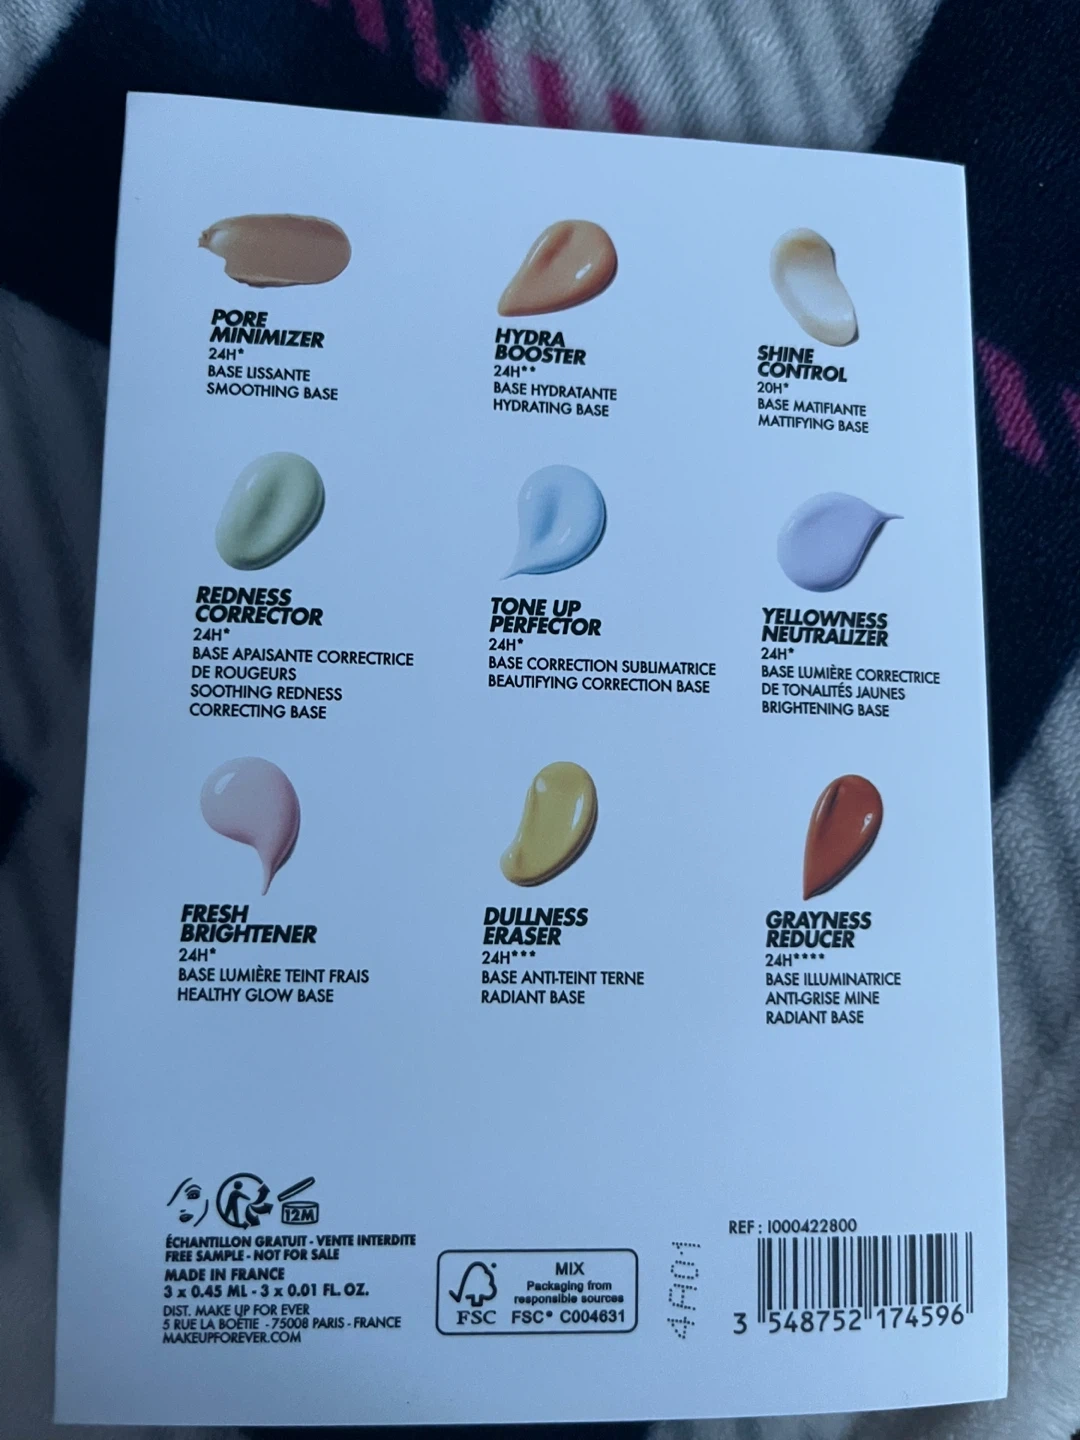 PORE
MINIMIZER
24H*
BASE LISSANTE
SMOOTHING BASE
HYDRA
BOOSTER
24H**
BASE HYDRATANTE
HYDRATING BASE
SHINE
CONTROL
20H*
BASE MATIFIANTE
MATTIFYING BASE
REDNESS
CORRECTOR
24H*
BASE APAISANTE CORRECTRICE
DE ROUGEURS
SOOTHING REDNESS
CORRECTING BASE
TONE UP
PERFECTOR
24H*
BASE CORRECTION SUBLIMATRICE
BEAUTIFYING CORRECTION BASE
YELLOWNESS
NEUTRALIZER
24H*
BASE LUMIÈRE CORRECTRICE
DE TONALITÉS JAUNES
BRIGHTENING BASE
FRESH
BRIGHTENER
24H*
BASE LUMIÈRE TEINT FRAIS
HEALTHY GLOW BASE
DULLNESS
ERASER
24H***
BASE ANTI-TEINT TERNE
RADIANT BASE
GRAYNESS
REDUCER
24H****
BASE ILLUMINATRICE
ANTI-GRISE MINE
RADIANT BASE
12M
ÉCHANTILLON GRATUIT - VENTE INTERDITE
FREE SAMPLE - NOT FOR SALE
MADE IN FRANCE
3 x 0.45 ML - 3 x 0.01 FL. OZ.
DIST. MAKE UP FOR EVER
5 RUE LA BOÉTIE - 75008 PARIS - FRANCE
MAKEUPFOREVER.COM
FSC
MIX
Packaging from
responsible sources
FSC® C004631
4H01
REF : I000422800
3 548752 174596